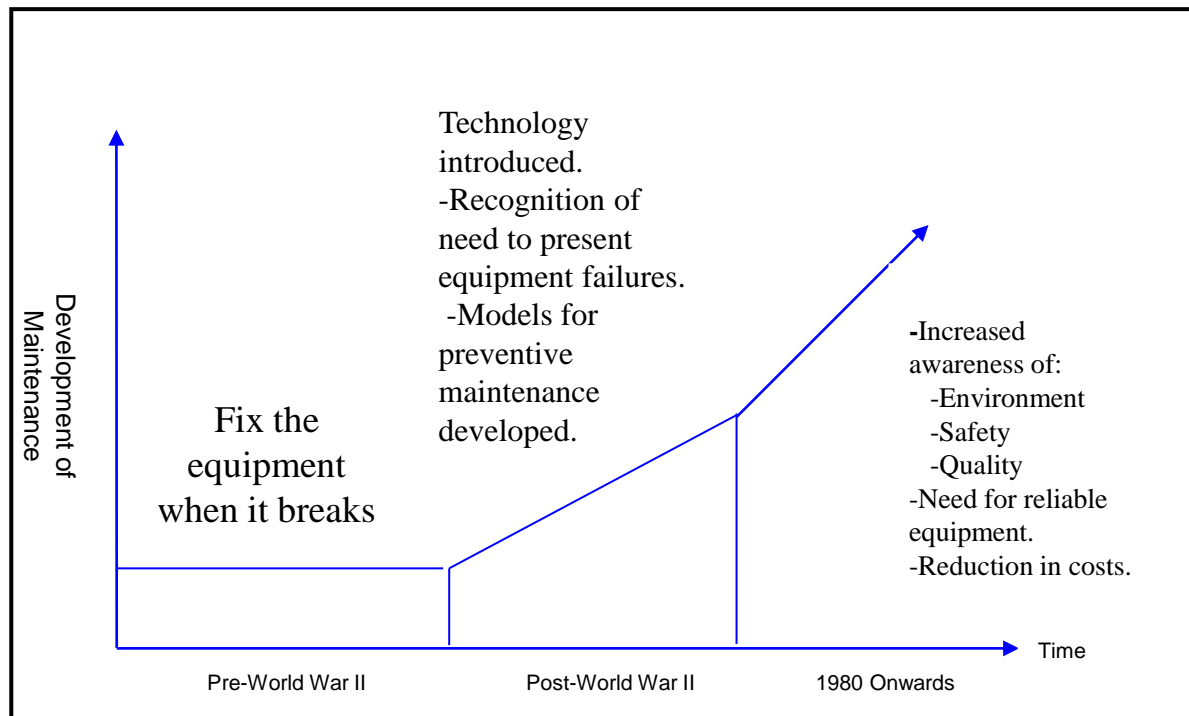 Technology
introduced.
-Recognition of
need to present
equipment failures.
-Models for
preventive
maintenance
developed.
Development of
Maintenance
Fix the
equipment
when it breaks
-Increased
awareness of:
-Environment
-Safety
-Quality
-Need for reliable
equipment.
-Reduction in costs.
Time
Pre-World War II
Post-World War II
1980 Onwards